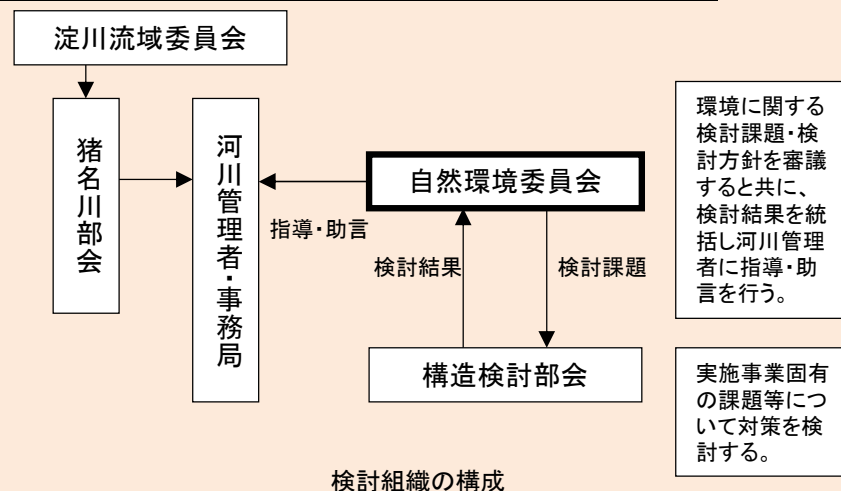 淀川流域委員会
猪名川部会
河川管理者・事務局
指導・助言
自然環境委員会
検討結果
検討課題
構造検討部会
環境に関する
検討課題・検
討方針を審議
すると共に、
検討結果を統
括し河川管理
者に指導・助
言を行う。
実施事業固有
の課題等につ
いて対策を検
討する。
検討組織の構成